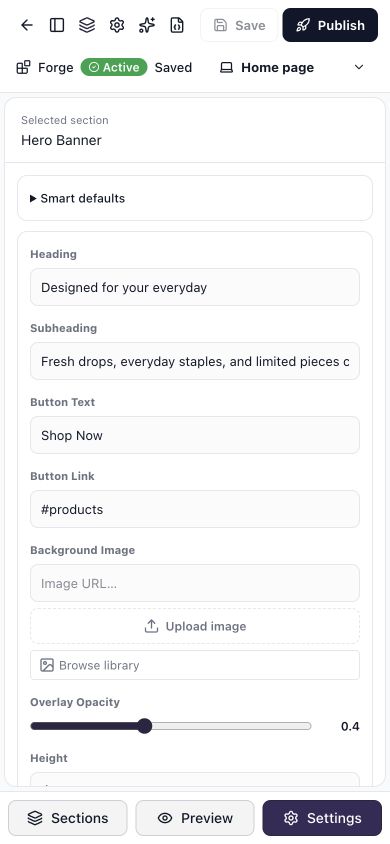 Save
Publish
Forge
Active
Saved
Home page
Selected section
Hero Banner
Smart defaults
Heading
Designed for your everyday
Subheading
Fresh drops, everyday staples, and limited pieces c
Button Text
Shop Now
Button Link
#products
Background Image
Image URL...
Upload image
Browse library
Overlay Opacity
0.4
Height
Sections
Preview
Settings